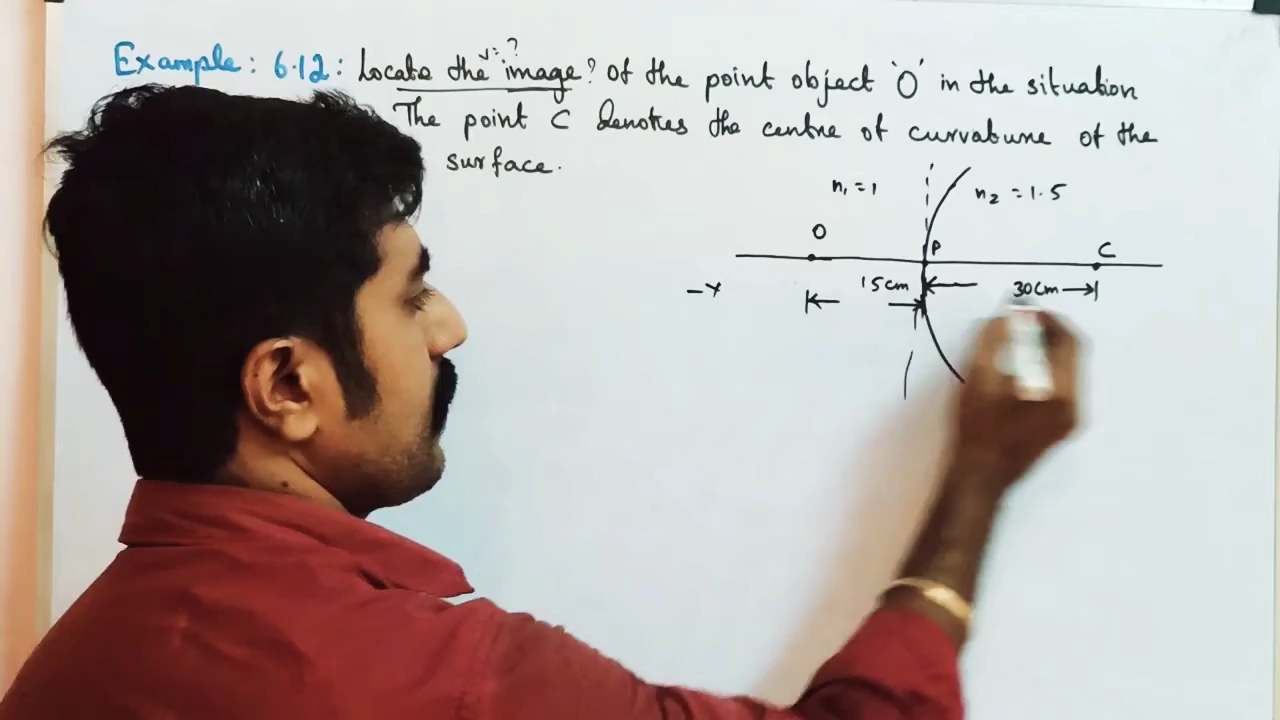 v = ?
Example: 6.12: Locate the image? of the point object 'O' in the situation
The point C denotes the centre of curvature of the
surface.
n₁ = 1 n₂ = 1.5
O P C
15cm 30cm